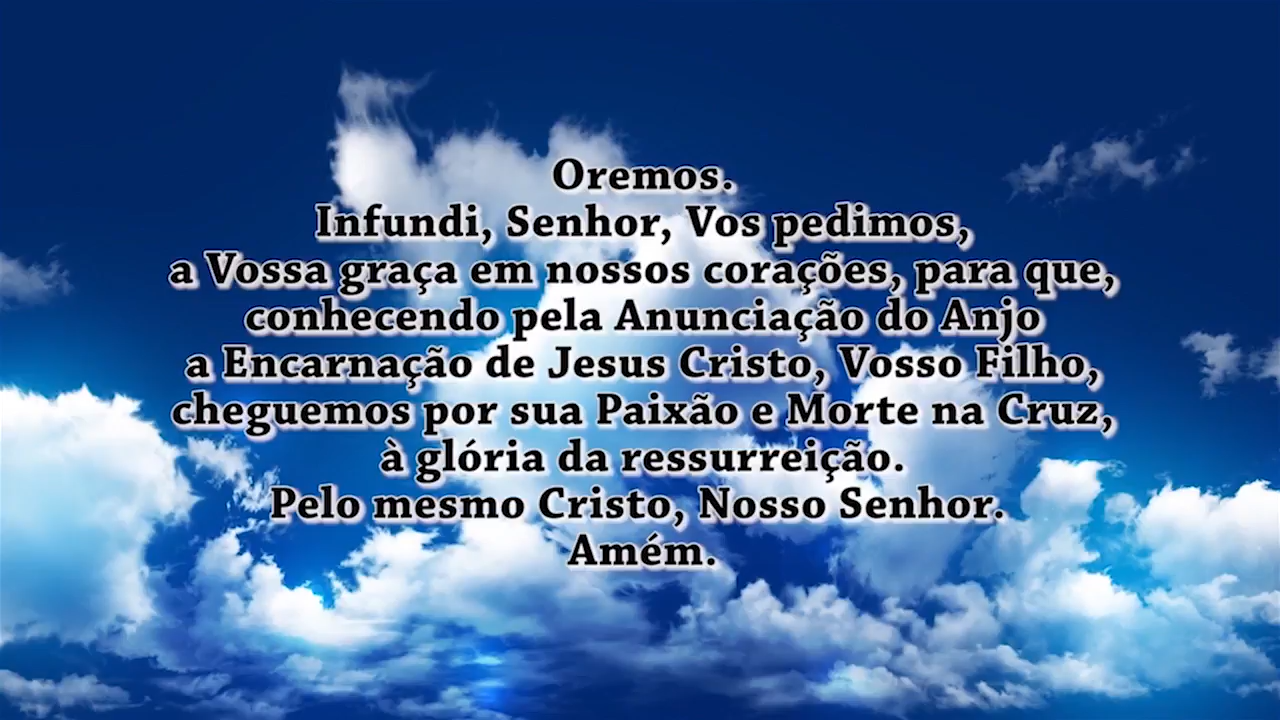 Oremos.
Infundi, Senhor, Vos pedimos,
a Vossa graça em nossos corações, para que,
conhecendo pela Anunciação do Anjo
a Encarnação de Jesus Cristo, Vosso Filho,
cheguemos por sua Paixão e Morte na Cruz,
à glória da ressurreição.
Pelo mesmo Cristo, Nosso Senhor.
Amém.